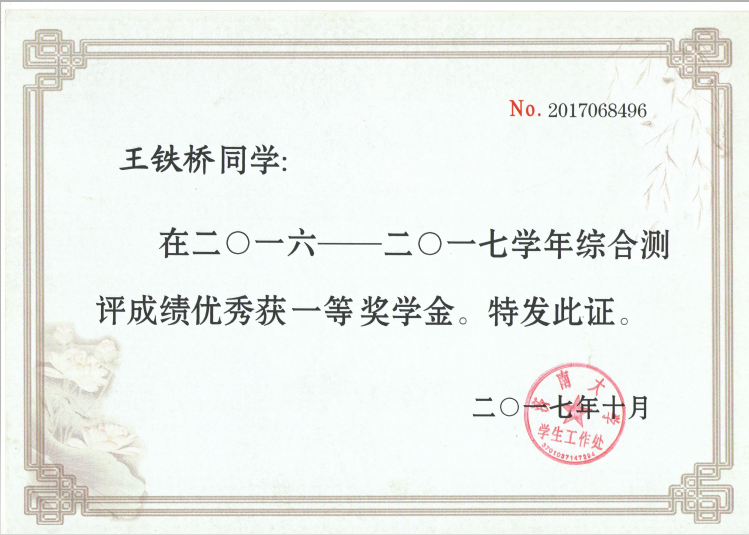 No. 2017068496
王铁桥同学:
在二〇一六——二〇一七学年综合测
评成绩优秀获一等奖学金。特发此证。
二〇一七年十月
济南大学
学生工作处